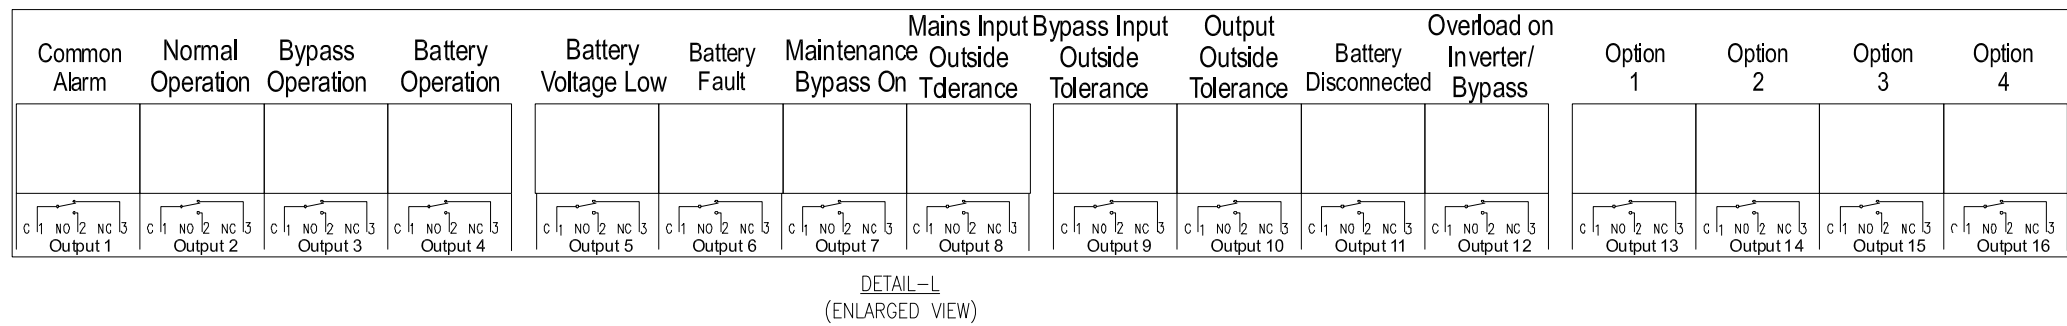 Common
Alarm
Normal
Operation
Bypass
Operation
Battery
Operation
Battery
Voltage Low
Battery
Fault
Maintenance
Bypass On
Mains Input
Outside
Tolerance
Bypass Input
Outside
Tolerance
Output
Outside
Tolerance
Battery
Disconnected
Overload on
Inverter/
Bypass
Option
1
Option
2
Option
3
Option
4
C 1 NO 2 NC 3
Output 1
C 1 NO 2 NC 3
Output 2
C 1 NO 2 NC 3
Output 3
C 1 NO 2 NC 3
Output 4
C 1 NO 2 NC 3
Output 5
C 1 NO 2 NC 3
Output 6
C 1 NO 2 NC 3
Output 7
C 1 NO 2 NC 3
Output 8
C 1 NO 2 NC 3
Output 9
C 1 NO 2 NC 3
Output 10
C 1 NO 2 NC 3
Output 11
C 1 NO 2 NC 3
Output 12
C 1 NO 2 NC 3
Output 13
C 1 NO 2 NC 3
Output 14
C 1 NO 2 NC 3
Output 15
C 1 NO 2 NC 3
Output 16
DETAIL-L
(ENLARGED VIEW)